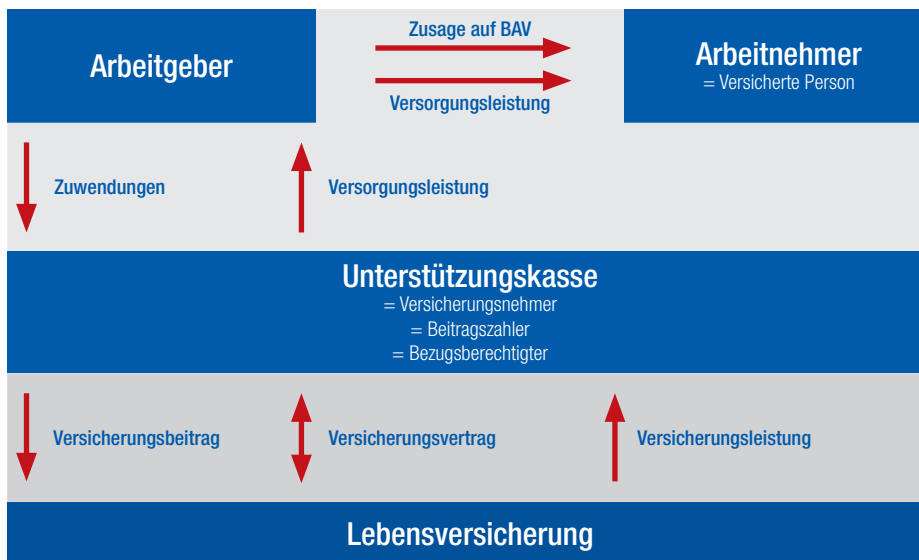 Arbeitgeber
Zusage auf BAV
Versorgungsleistung
Arbeitnehmer
= Versicherte Person
Zuwendungen
Versorgungsleistung
Unterstützungskasse
= Versicherungsnehmer
= Beitragszahler
= Bezugsberechtigter
Versicherungsbeitrag
Versicherungsvertrag
Versicherungsleistung
Lebensversicherung